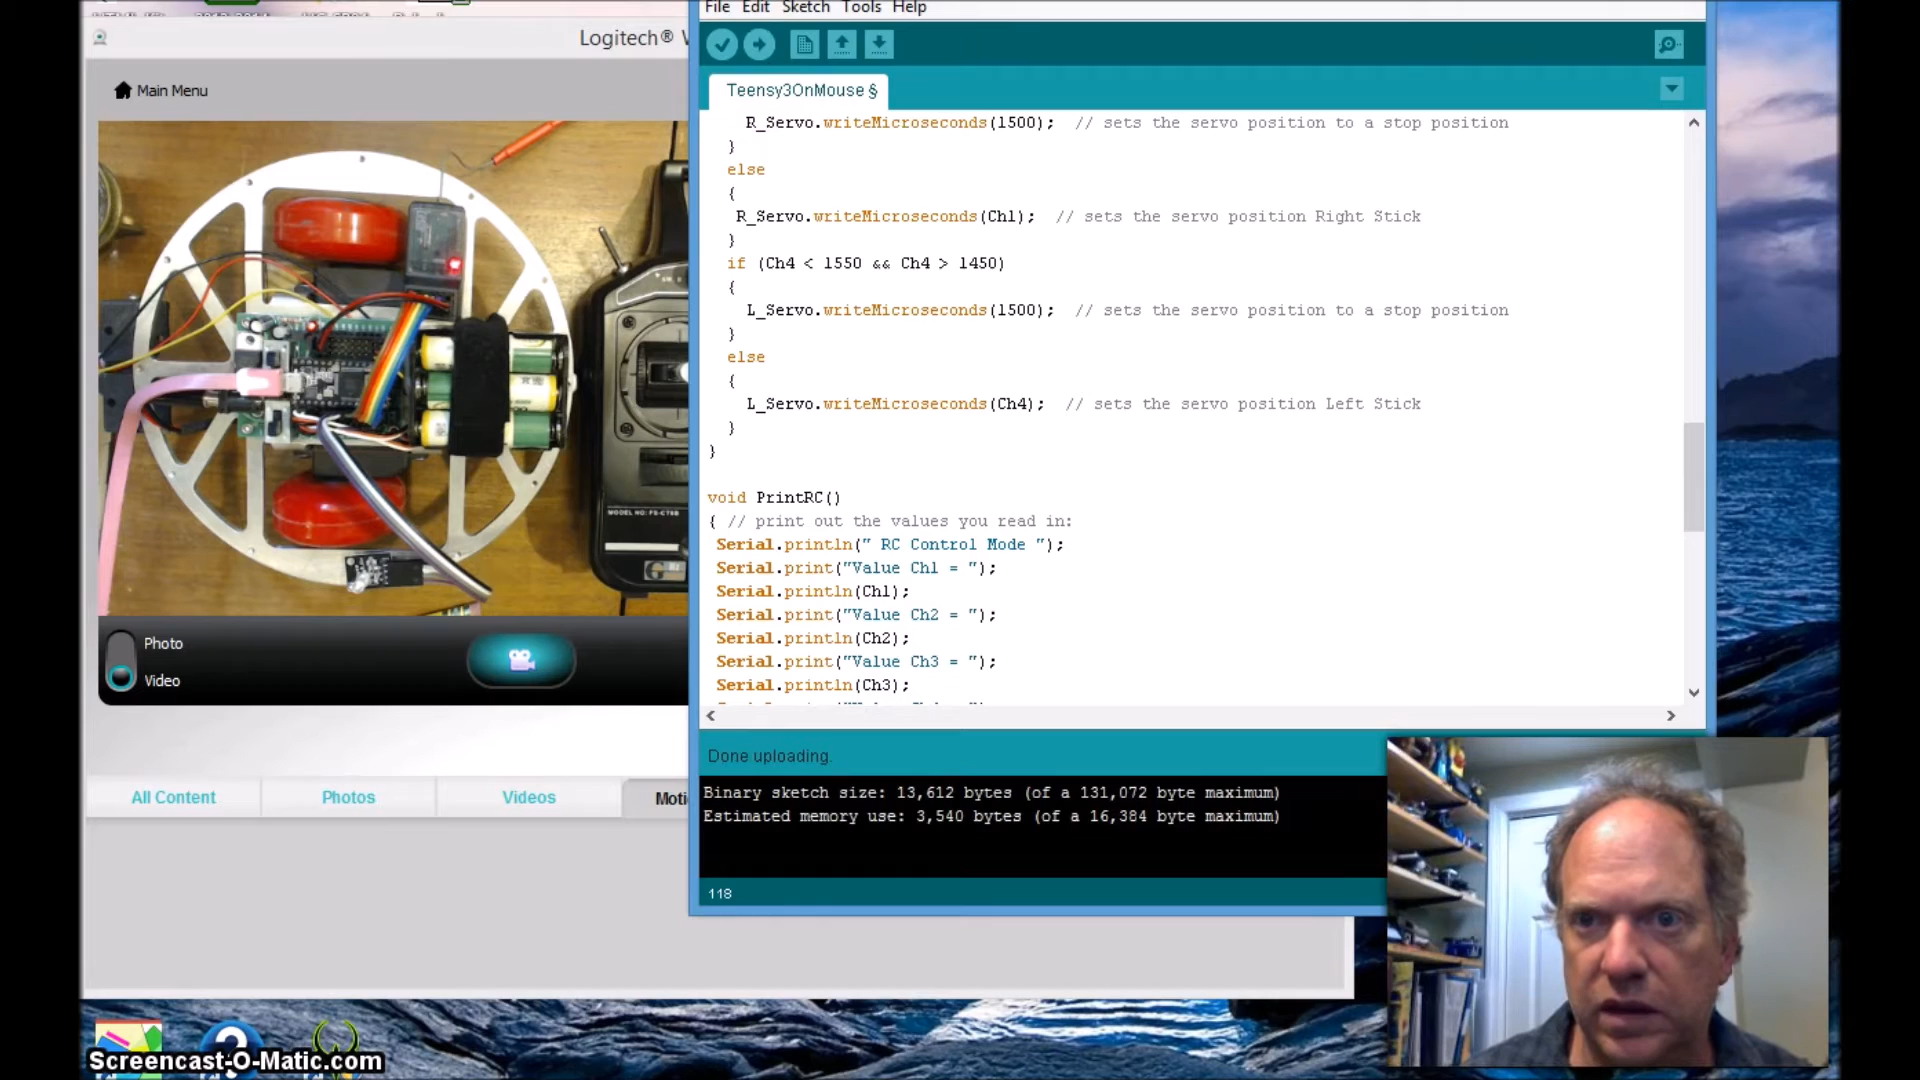 File Edit Sketch Tools Help
Logitech®
Main Menu
Teensy3OnMouse §
R_Servo.writeMicroseconds(1500);  // sets the servo position to a stop position
}
else
{
R_Servo.writeMicroseconds(Ch1);  // sets the servo position Right Stick
}
if (Ch4 < 1550 && Ch4 > 1450)
{
L_Servo.writeMicroseconds(1500);  // sets the servo position to a stop position
}
else
{
L_Servo.writeMicroseconds(Ch4);  // sets the servo position Left Stick
}
}
void PrintRC()
{ // print out the values you read in:
Serial.println(" RC Control Mode ");
Serial.print("Value Ch1 = ");
Serial.println(Ch1);
Serial.print("Value Ch2 = ");
Serial.println(Ch2);
Serial.print("Value Ch3 = ");
Serial.println(Ch3);
MODEL NO: FS-CT6B
Photo
Video
All Content
Photos
Videos
Moti
Done uploading.
Binary sketch size: 13,612 bytes (of a 131,072 byte maximum)
Estimated memory use: 3,540 bytes (of a 16,384 byte maximum)
118
Screencast-O-Matic.com